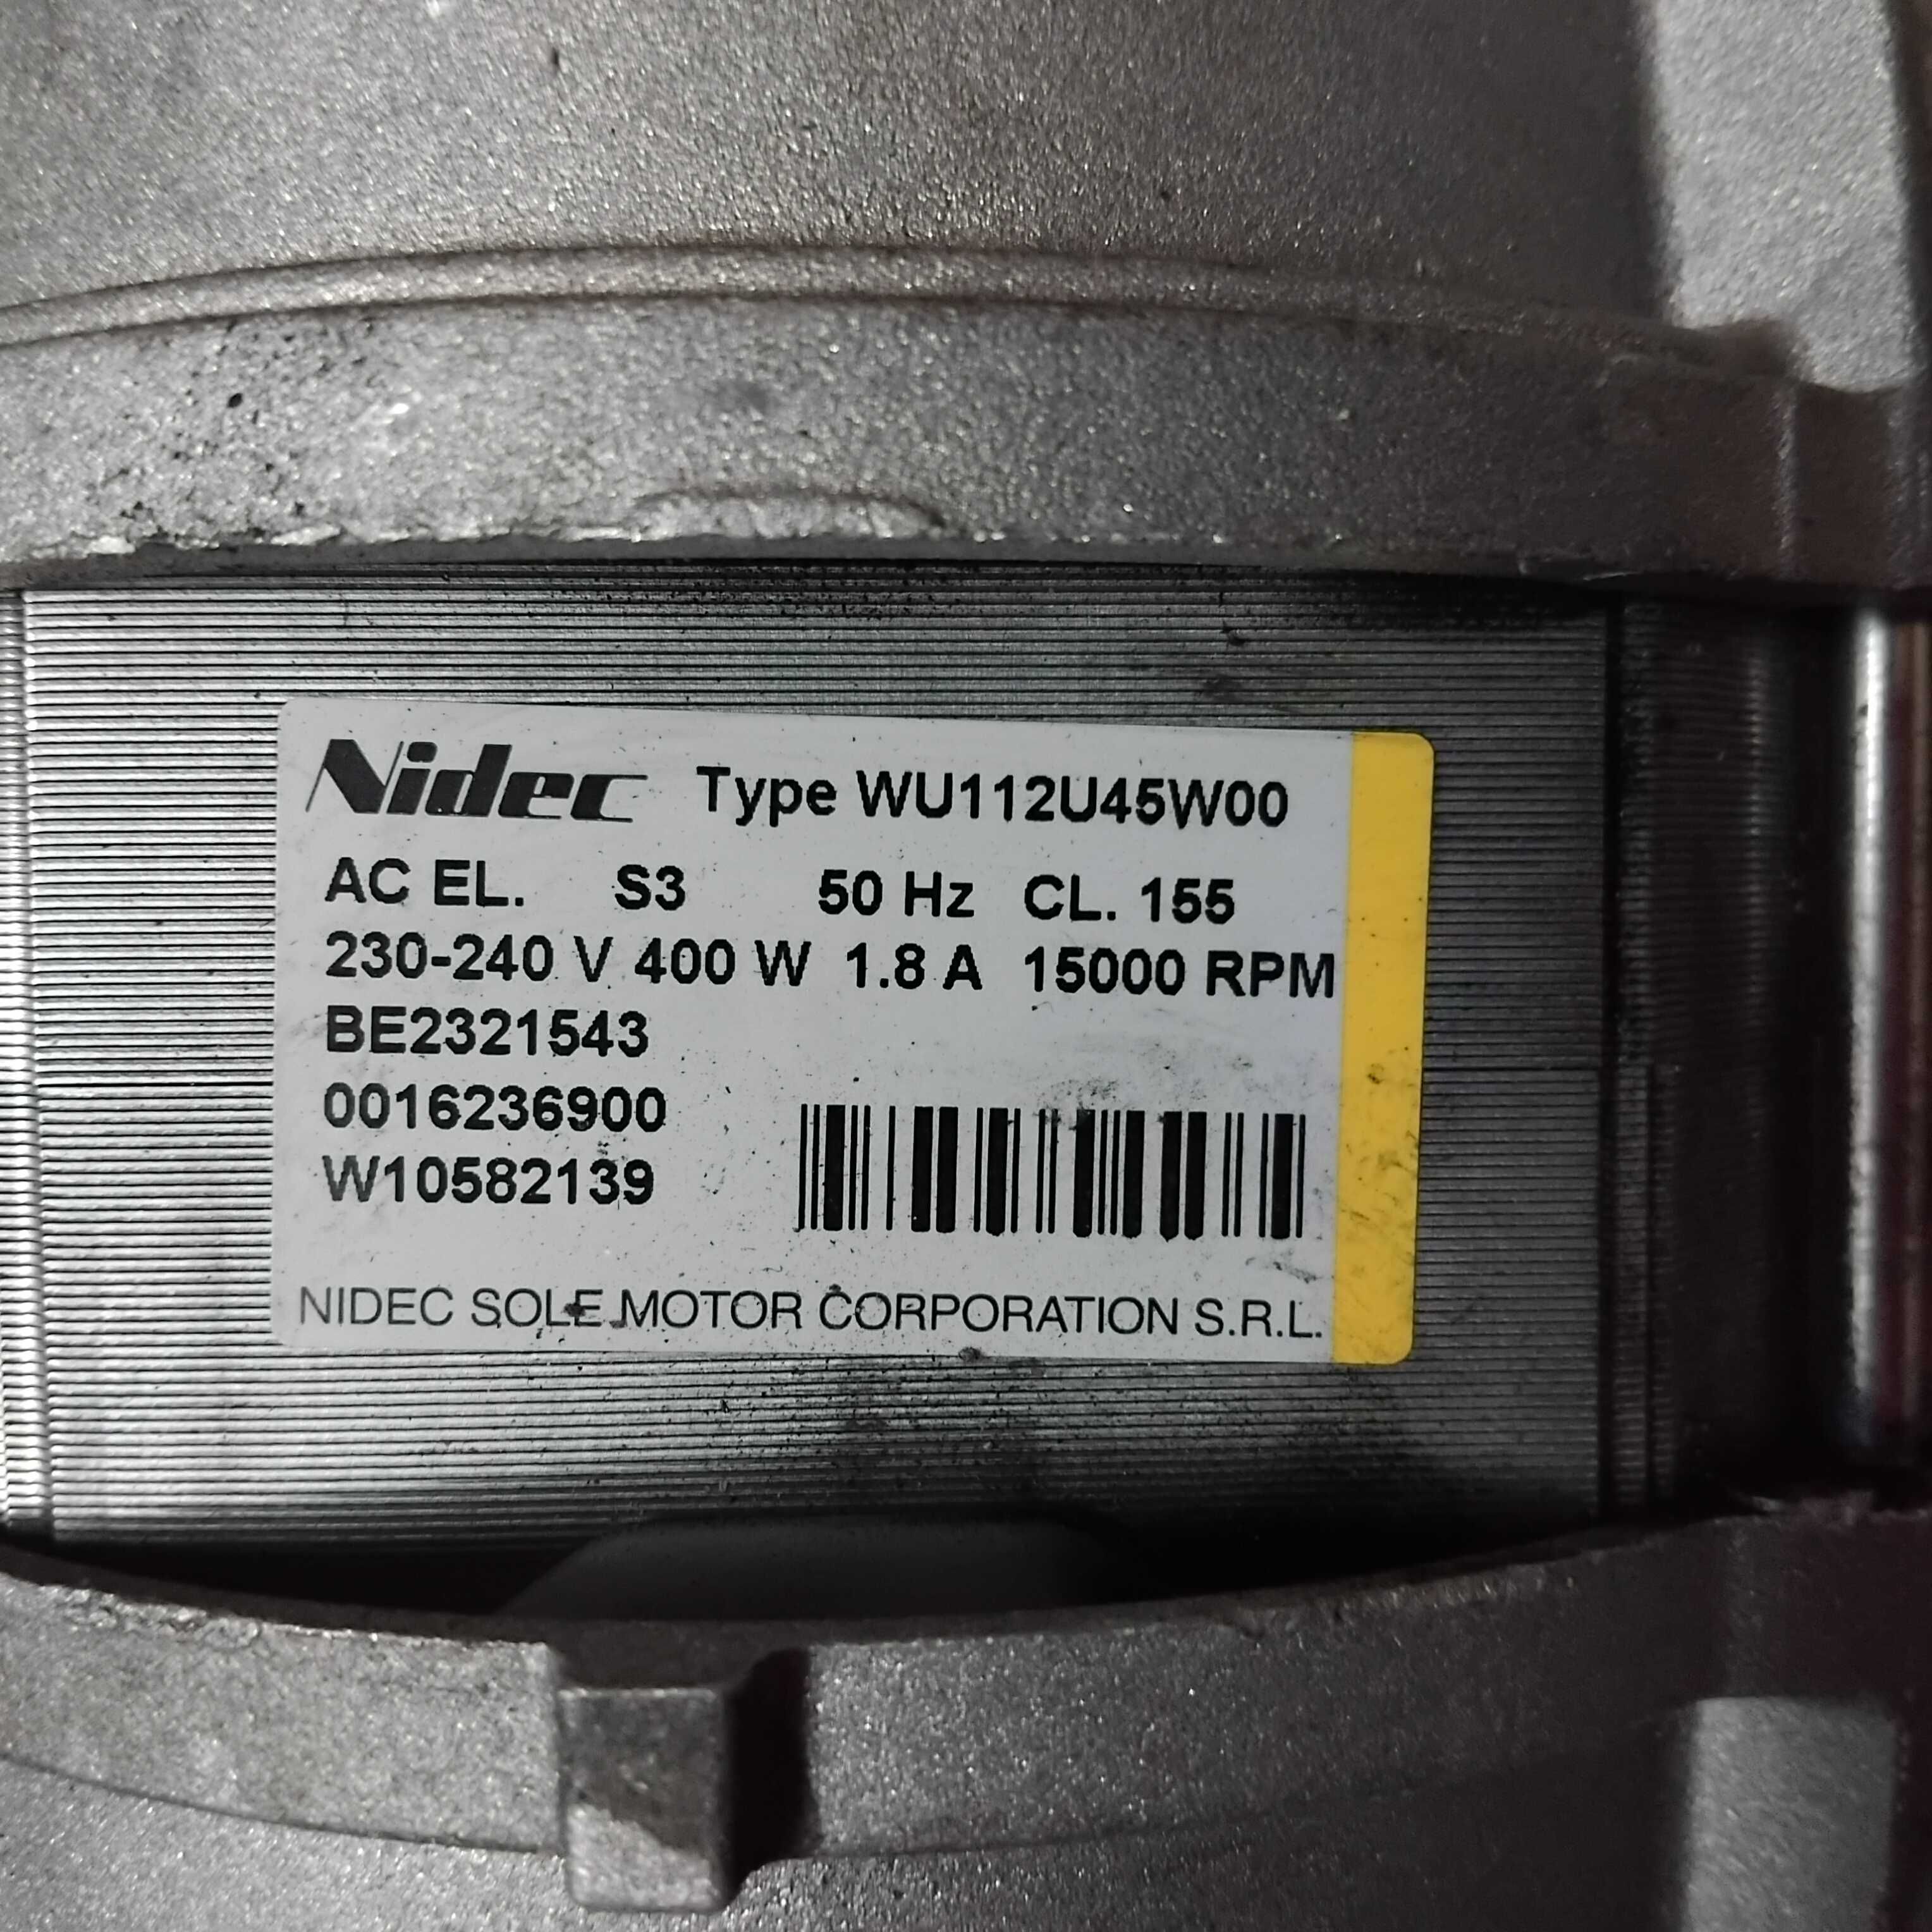 Nidec Type WU112U45W00
AC EL. S3 50 Hz CL. 155
230-240 V 400 W 1.8 A 15000 RPM
BE2321543
0016236900
W10582139
NIDEC SOLE MOTOR CORPORATION S.R.L.